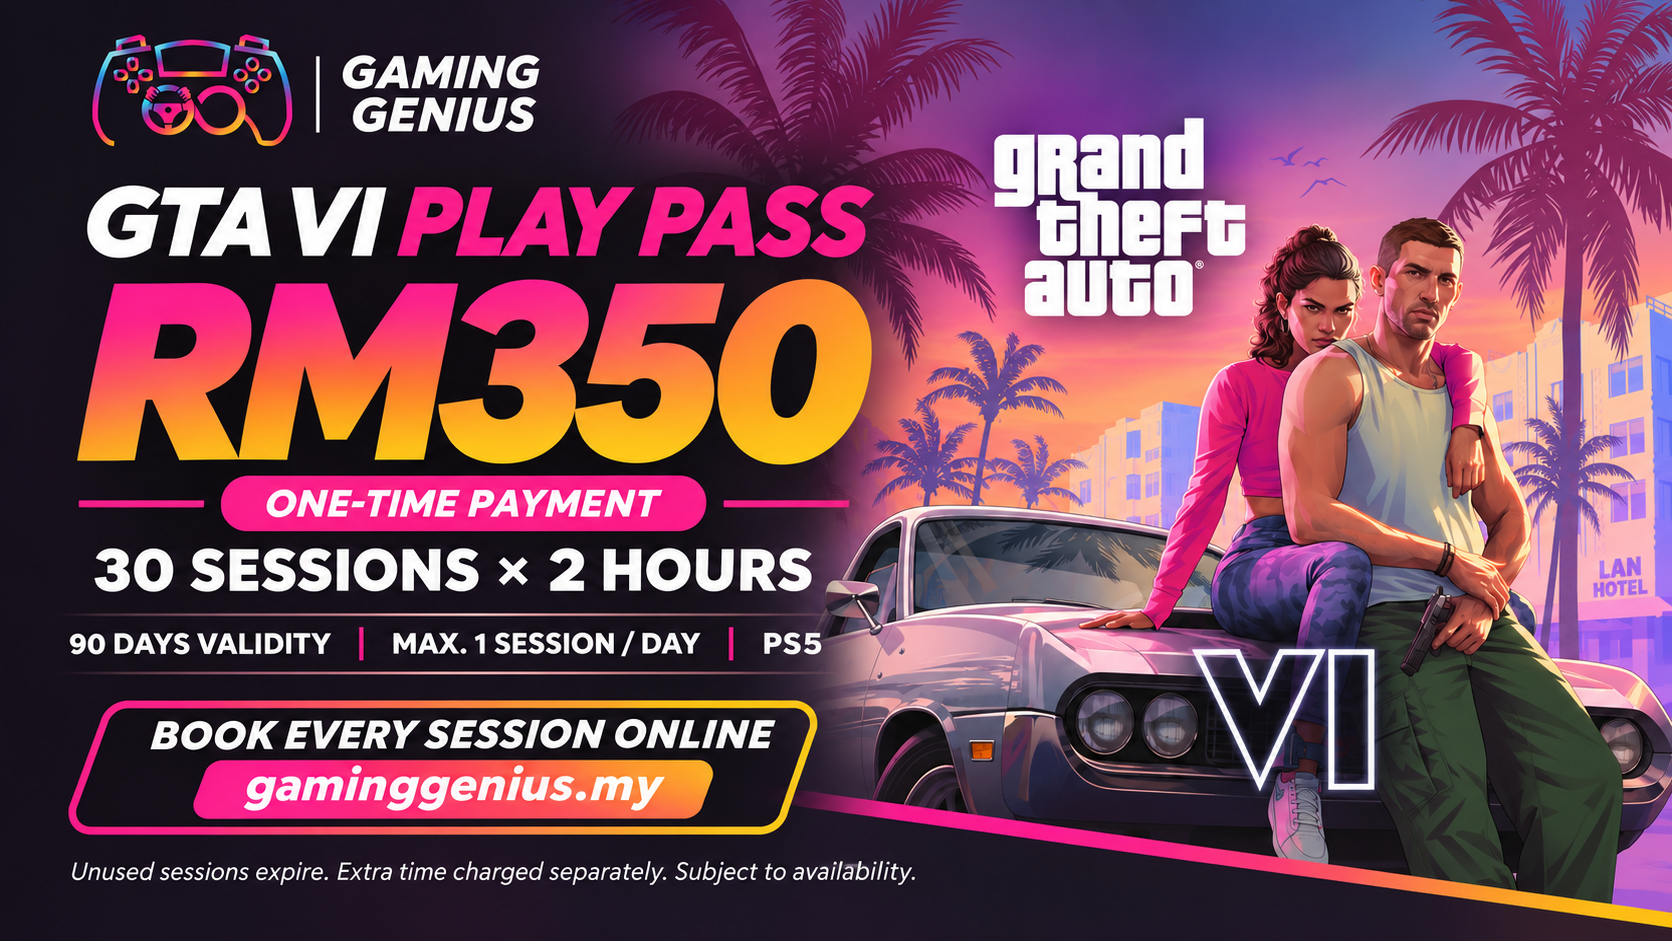 GAMING
GENIUS
GTA VI PLAY PASS
RM350
ONE-TIME PAYMENT
30 SESSIONS × 2 HOURS
90 DAYS VALIDITY | MAX. 1 SESSION / DAY | PS5
BOOK EVERY SESSION ONLINE
gaminggenius.my
Unused sessions expire. Extra time charged separately. Subject to availability.
grand
theft
auto®
VI
LAN
HOTEL